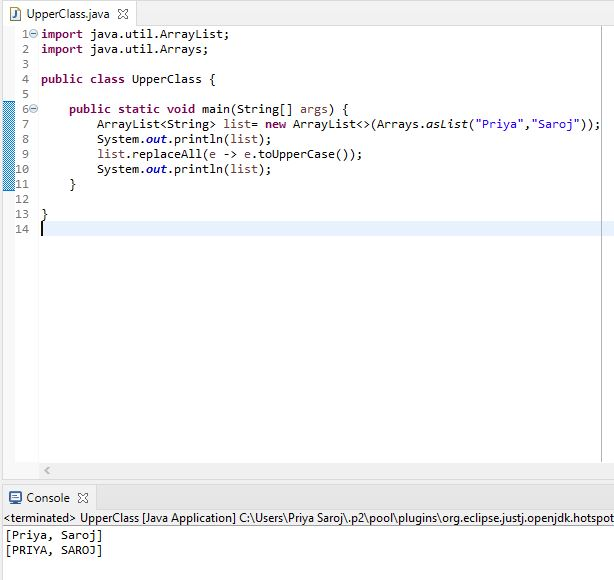 UpperClass.java
1 import java.util.ArrayList;
2 import java.util.Arrays;
3
4 public class UpperClass {
5
6 public static void main(String[] args) {
7 ArrayList<String> list= new ArrayList<>(Arrays.asList("Priya","Saroj"));
8 System.out.println(list);
9 list.replaceAll(e -> e.toUpperCase());
10 System.out.println(list);
11 }
12
13 }
14
Console
<terminated> UpperClass [Java Application] C:\Users\Priya Saroj\.p2\pool\plugins\org.eclipse.justj.openjdk.hotspot
[Priya, Saroj]
[PRIYA, SAROJ]